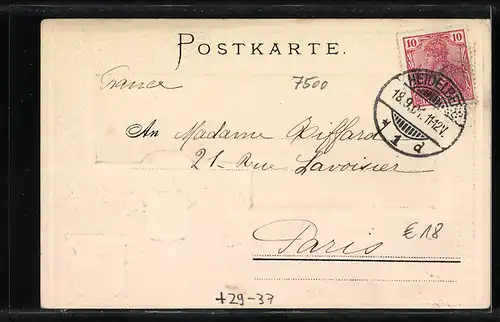 POSTKARTE.
10 10
France
7500
HEIDELBERG
18.9.01. 11-12V.
* 1 d
An Madame Riffard
21 Rue Lavoisier
Paris
€ 18
+29-37